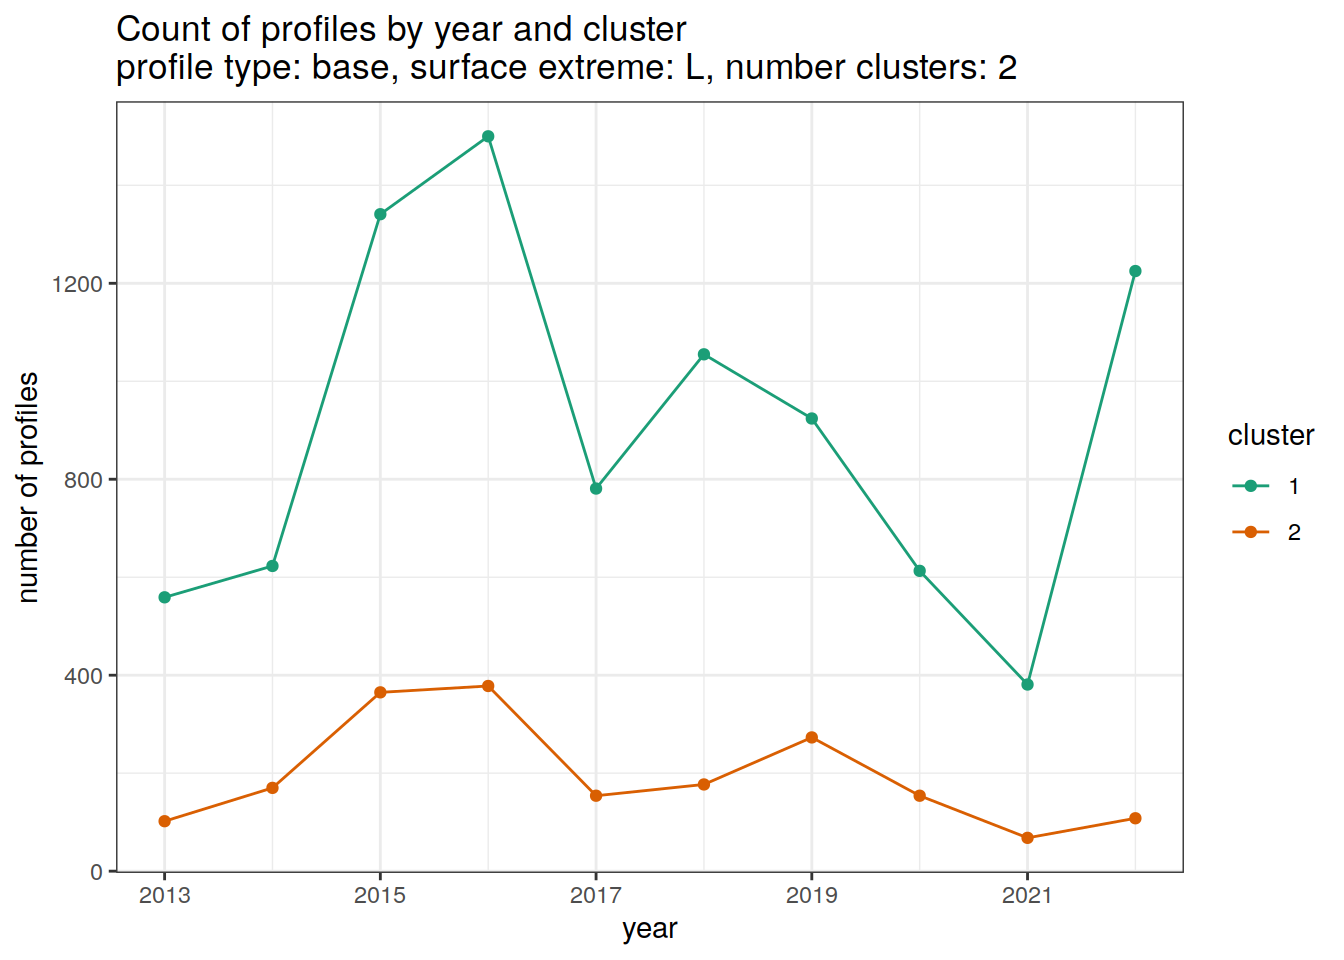 Count of profiles by year and cluster
profile type: base, surface extreme: L, number clusters: 2
number of profiles
1200
800
400
0
2013 2015 2017 2019 2021
year
cluster
1
2